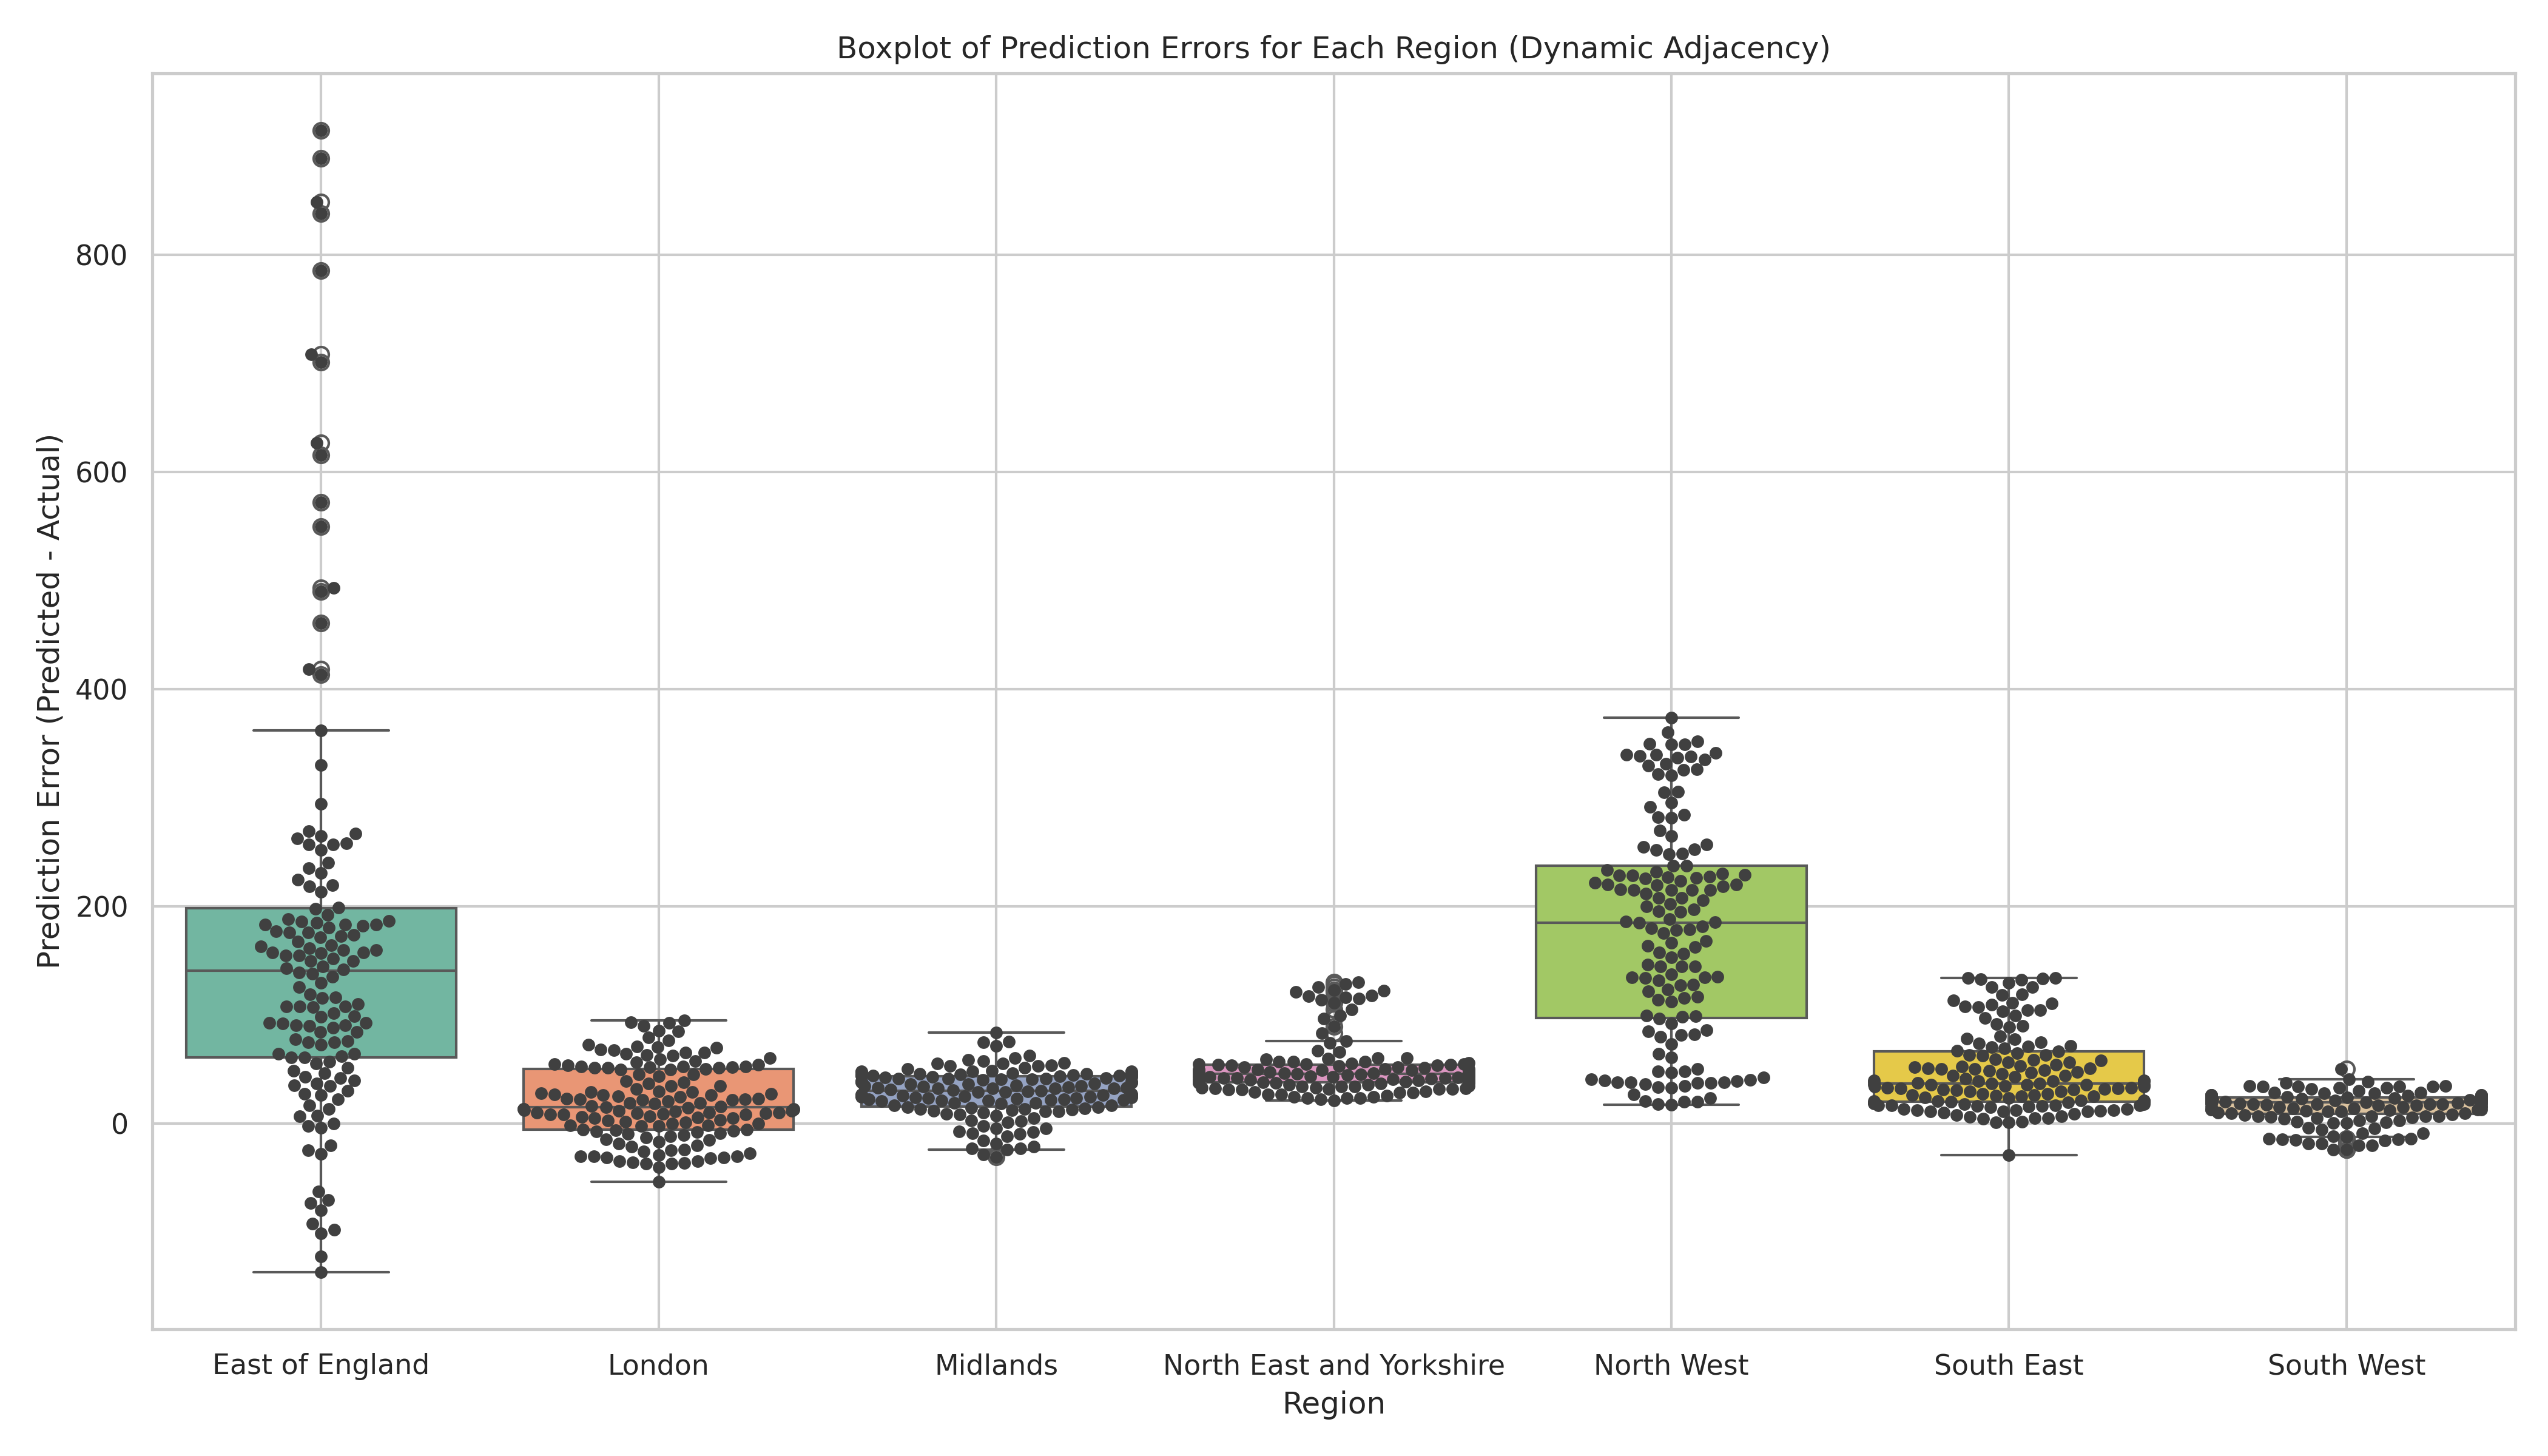 Boxplot of Prediction Errors for Each Region (Dynamic Adjacency)
Prediction Error (Predicted - Actual)
800
600
400
200
0
East of England
London
Midlands
North East and Yorkshire
North West
South East
South West
Region